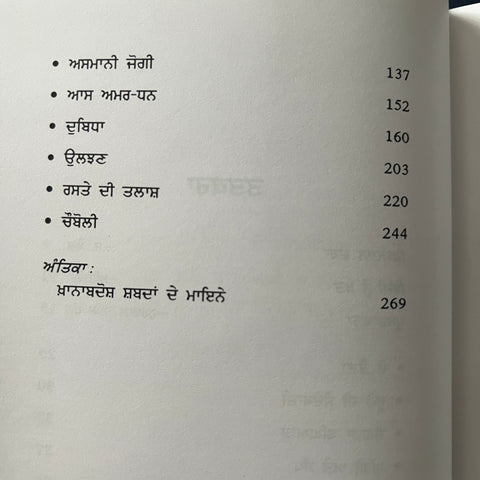 • ਅਸਮਾਨੀ ਜੋਗੀ 137
• ਆਸ ਅਮਰ-ਧਨ 152
• ਦੁਬਿਧਾ 160
• ਉਲਝਣ 203
• ਰਸਤੇ ਦੀ ਤਲਾਸ਼ 220
• ਚੌਬੋਲੀ 244
ਅੰਤਿਕਾ :
ਖ਼ਾਨਾਬਦੋਸ਼ ਸ਼ਬਦਾਂ ਦੇ ਮਾਇਨੇ 269